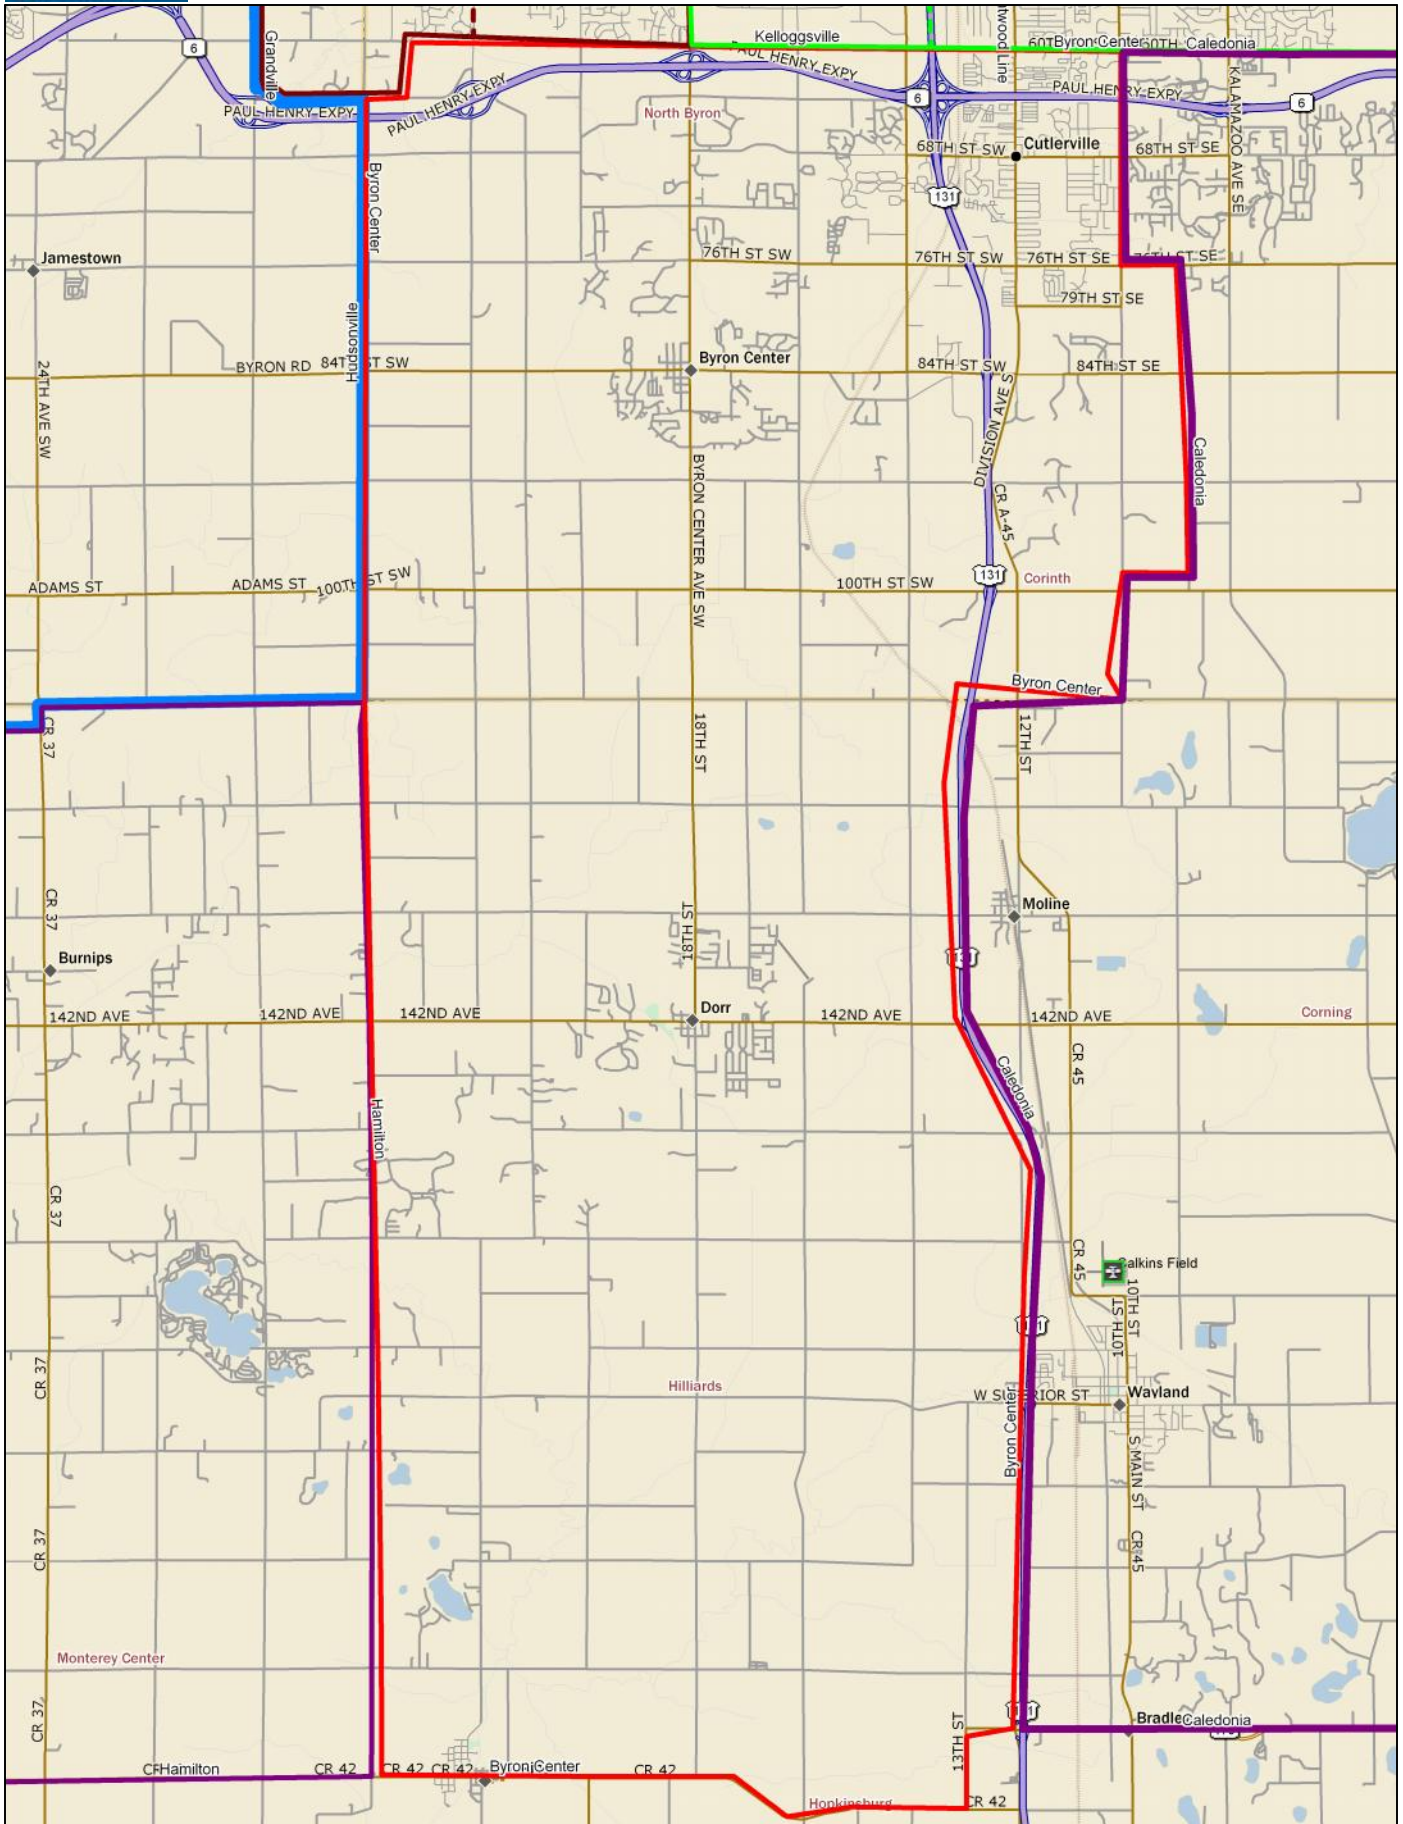 Kelloggsville
Byron Center
Caledonia
6
Grandville
PAUL HENRY EXPY
PAUL HENRY EXPY
PAUL HENRY EXPY
PAUL HENRY EXPY
PAUL HENRY EXPY
6
6
KALAMAZOO AVE SE
North Byron
68TH ST SW
Cutlerville
68TH ST SE
Byron Center
131
Jamestown
76TH ST SW
76TH ST SW
76TH ST SE
76TH ST SE
79TH ST SE
Hudsonville
24TH AVE SW
BYRON RD
84TH ST SW
Byron Center
84TH ST SW
84TH ST SE
DIVISION AVE S
BYRON CENTER AVE SW
CR A-45
Caledonia
ADAMS ST
ADAMS ST
100TH ST SW
100TH ST SW
131
Corinth
Byron Center
CR 37
18TH ST
12TH ST
CR 37
18TH ST
Moline
Burnips
142ND AVE
142ND AVE
142ND AVE
Dorr
142ND AVE
142ND AVE
Corning
CR 45
Caledonia
Hamilton
CR 37
CR 45
10TH ST
10TH ST
CR 37
Hilliards
W SUPERIOR ST
Wayland
Byron Center
S MAIN ST
CR 37
CR 45
Monterey Center
CR 37
13TH ST
Caledonia
Hamilton
CR 42
CR 42
CR 42
Byron Center
CR 42
Hopkinsburg
CR 42